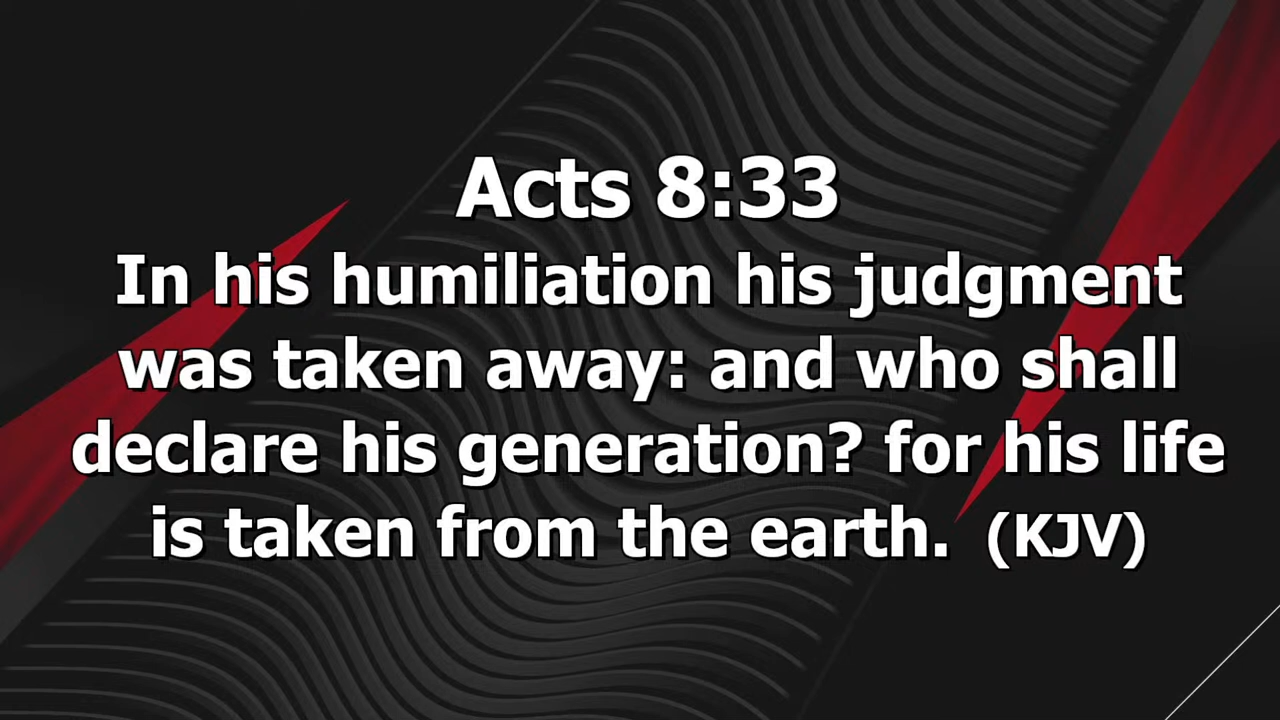 Acts 8:33
In his humiliation his judgment
was taken away: and who shall
declare his generation? for his life
is taken from the earth. (KJV)